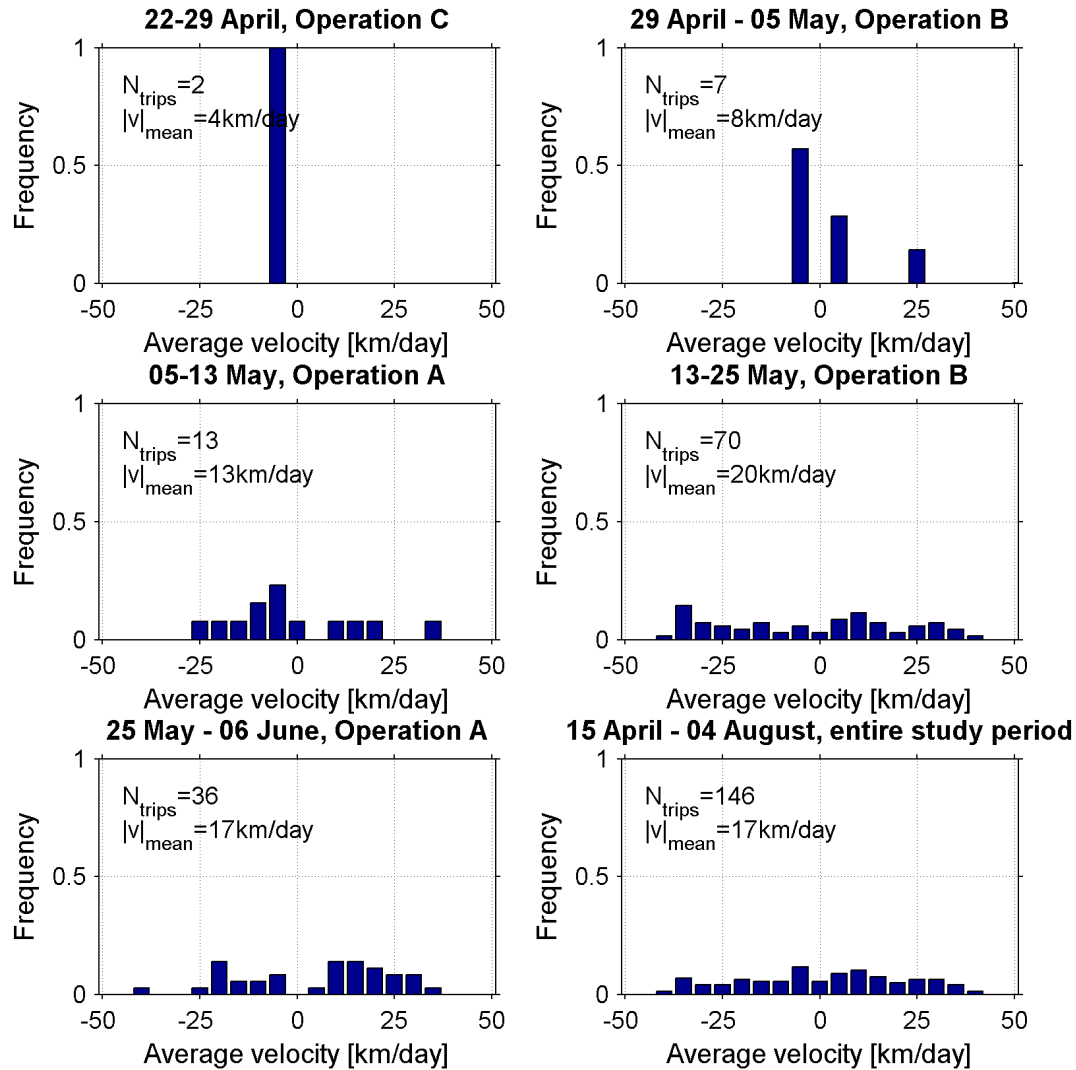 22-29 April, Operation C
N_trips=2
|v|_mean=4km/day
1
0.5
0
Frequency
-50 -25 0 25 50
Average velocity [km/day]
29 April - 05 May, Operation B
N_trips=7
|v|_mean=8km/day
1
0.5
0
Frequency
-50 -25 0 25 50
Average velocity [km/day]
05-13 May, Operation A
N_trips=13
|v|_mean=13km/day
1
0.5
0
Frequency
-50 -25 0 25 50
Average velocity [km/day]
13-25 May, Operation B
N_trips=70
|v|_mean=20km/day
1
0.5
0
Frequency
-50 -25 0 25 50
Average velocity [km/day]
25 May - 06 June, Operation A
N_trips=36
|v|_mean=17km/day
1
0.5
0
Frequency
-50 -25 0 25 50
Average velocity [km/day]
15 April - 04 August, entire study period
N_trips=146
|v|_mean=17km/day
1
0.5
0
Frequency
-50 -25 0 25 50
Average velocity [km/day]